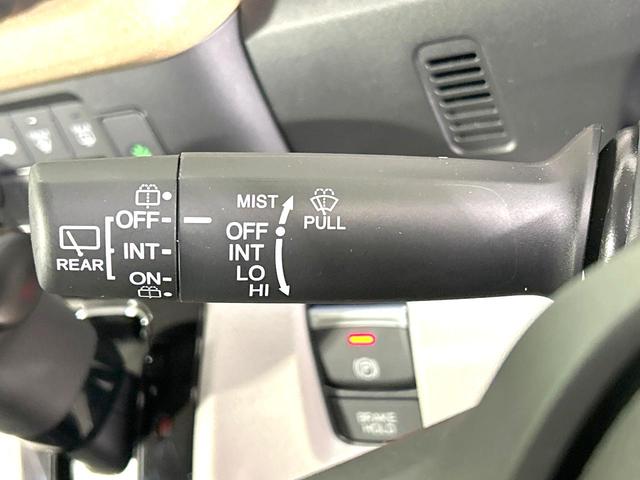 MIST
PULL
OFF
INT
LO
HI
OFF
INT
ON
REAR
BRAKE
HOLD